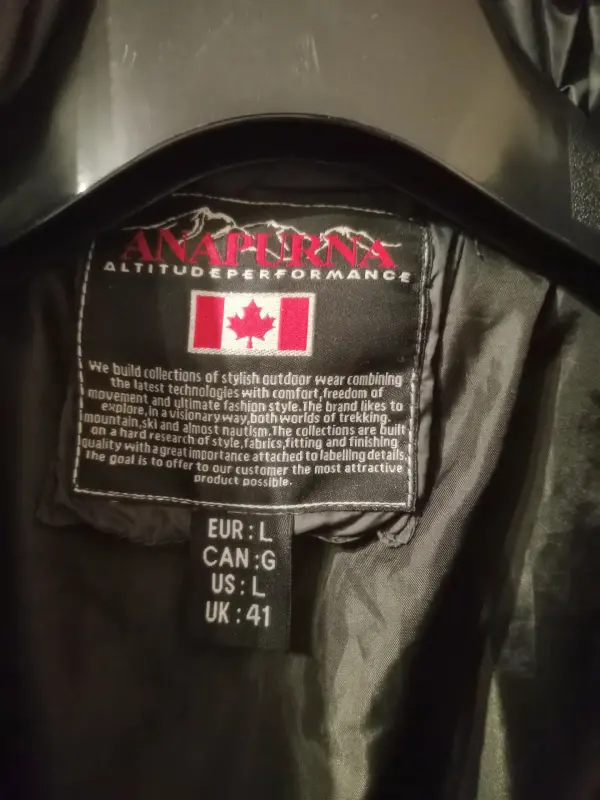 ANAPURNA
ALTITUDEPERFORMANCE
We build collections of stylish outdoor wear combining
the latest technologies with comfort,freedom of
movement and ultimate fashion style.The brand likes to
explore,in a visionary way,both worlds of trekking.
mountain,ski and almost nautism.The collections are built
on a hard research of style,fabrics,fitting and finishing
quality with a great importance attached to labelling details.
The goal is to offer to our customer the most attractive
product possible.
EUR:L
CAN:G
US:L
UK:41